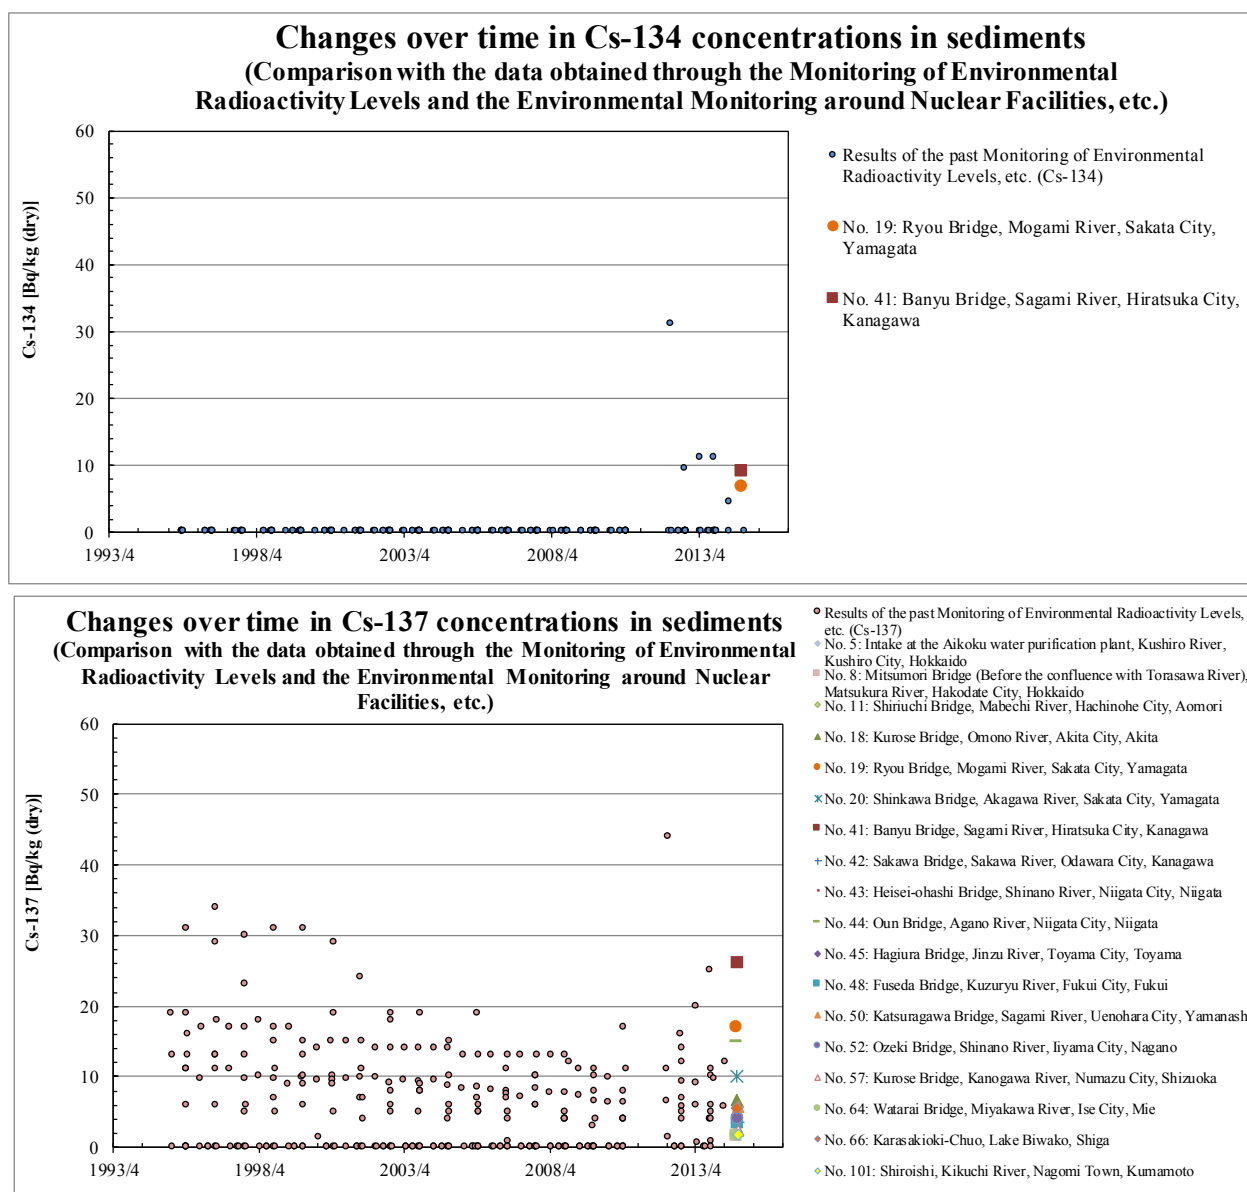 Changes over time in Cs-134 concentrations in sediments
(Comparison with the data obtained through the Monitoring of Environmental
Radioactivity Levels and the Environmental Monitoring around Nuclear Facilities, etc.)
Cs-134 [Bq/kg (dry)]
60
50
40
30
20
10
0
1993/4
1998/4
2003/4
2008/4
2013/4
Results of the past Monitoring of Environmental
Radioactivity Levels, etc. (Cs-134)
No. 19: Ryou Bridge, Mogami River, Sakata City,
Yamagata
No. 41: Banyu Bridge, Sagami River, Hiratsuka City,
Kanagawa
Changes over time in Cs-137 concentrations in sediments
(Comparison with the data obtained through the Monitoring of Environmental
Radioactivity Levels and the Environmental Monitoring around Nuclear
Facilities, etc.)
Cs-137 [Bq/kg (dry)]
60
50
40
30
20
10
0
1993/4
1998/4
2003/4
2008/4
2013/4
Results of the past Monitoring of Environmental Radioactivity Levels,
etc. (Cs-137)
No. 5: Intake at the Aikoku water purification plant, Kushiro River,
Kushiro City, Hokkaido
No. 8: Mitsumori Bridge (Before the confluence with Torasawa River),
Matsukura River, Hakodate City, Hokkaido
No. 11: Shiriuchi Bridge, Mabechi River, Hachinohe City, Aomori
No. 18: Kurose Bridge, Omono River, Akita City, Akita
No. 19: Ryou Bridge, Mogami River, Sakata City, Yamagata
No. 20: Shinkawa Bridge, Akagawa River, Sakata City, Yamagata
No. 41: Banyu Bridge, Sagami River, Hiratsuka City, Kanagawa
No. 42: Sakawa Bridge, Sakawa River, Odawara City, Kanagawa
No. 43: Heisei-ohashi Bridge, Shinano River, Niigata City, Niigata
No. 44: Oun Bridge, Agano River, Niigata City, Niigata
No. 45: Hagiura Bridge, Jinzu River, Toyama City, Toyama
No. 48: Fuseda Bridge, Kuzuryu River, Fukui City, Fukui
No. 50: Katsuragawa Bridge, Sagami River, Uenohara City, Yamanash
No. 52: Ozeki Bridge, Shinano River, Iiyama City, Nagano
No. 57: Kurose Bridge, Kanogawa River, Numazu City, Shizuoka
No. 64: Watarai Bridge, Miyakawa River, Ise City, Mie
No. 66: Karasakioki-Chuo, Lake Biwako, Shiga
No. 101: Shiroishi, Kikuchi River, Nagomi Town, Kumamoto